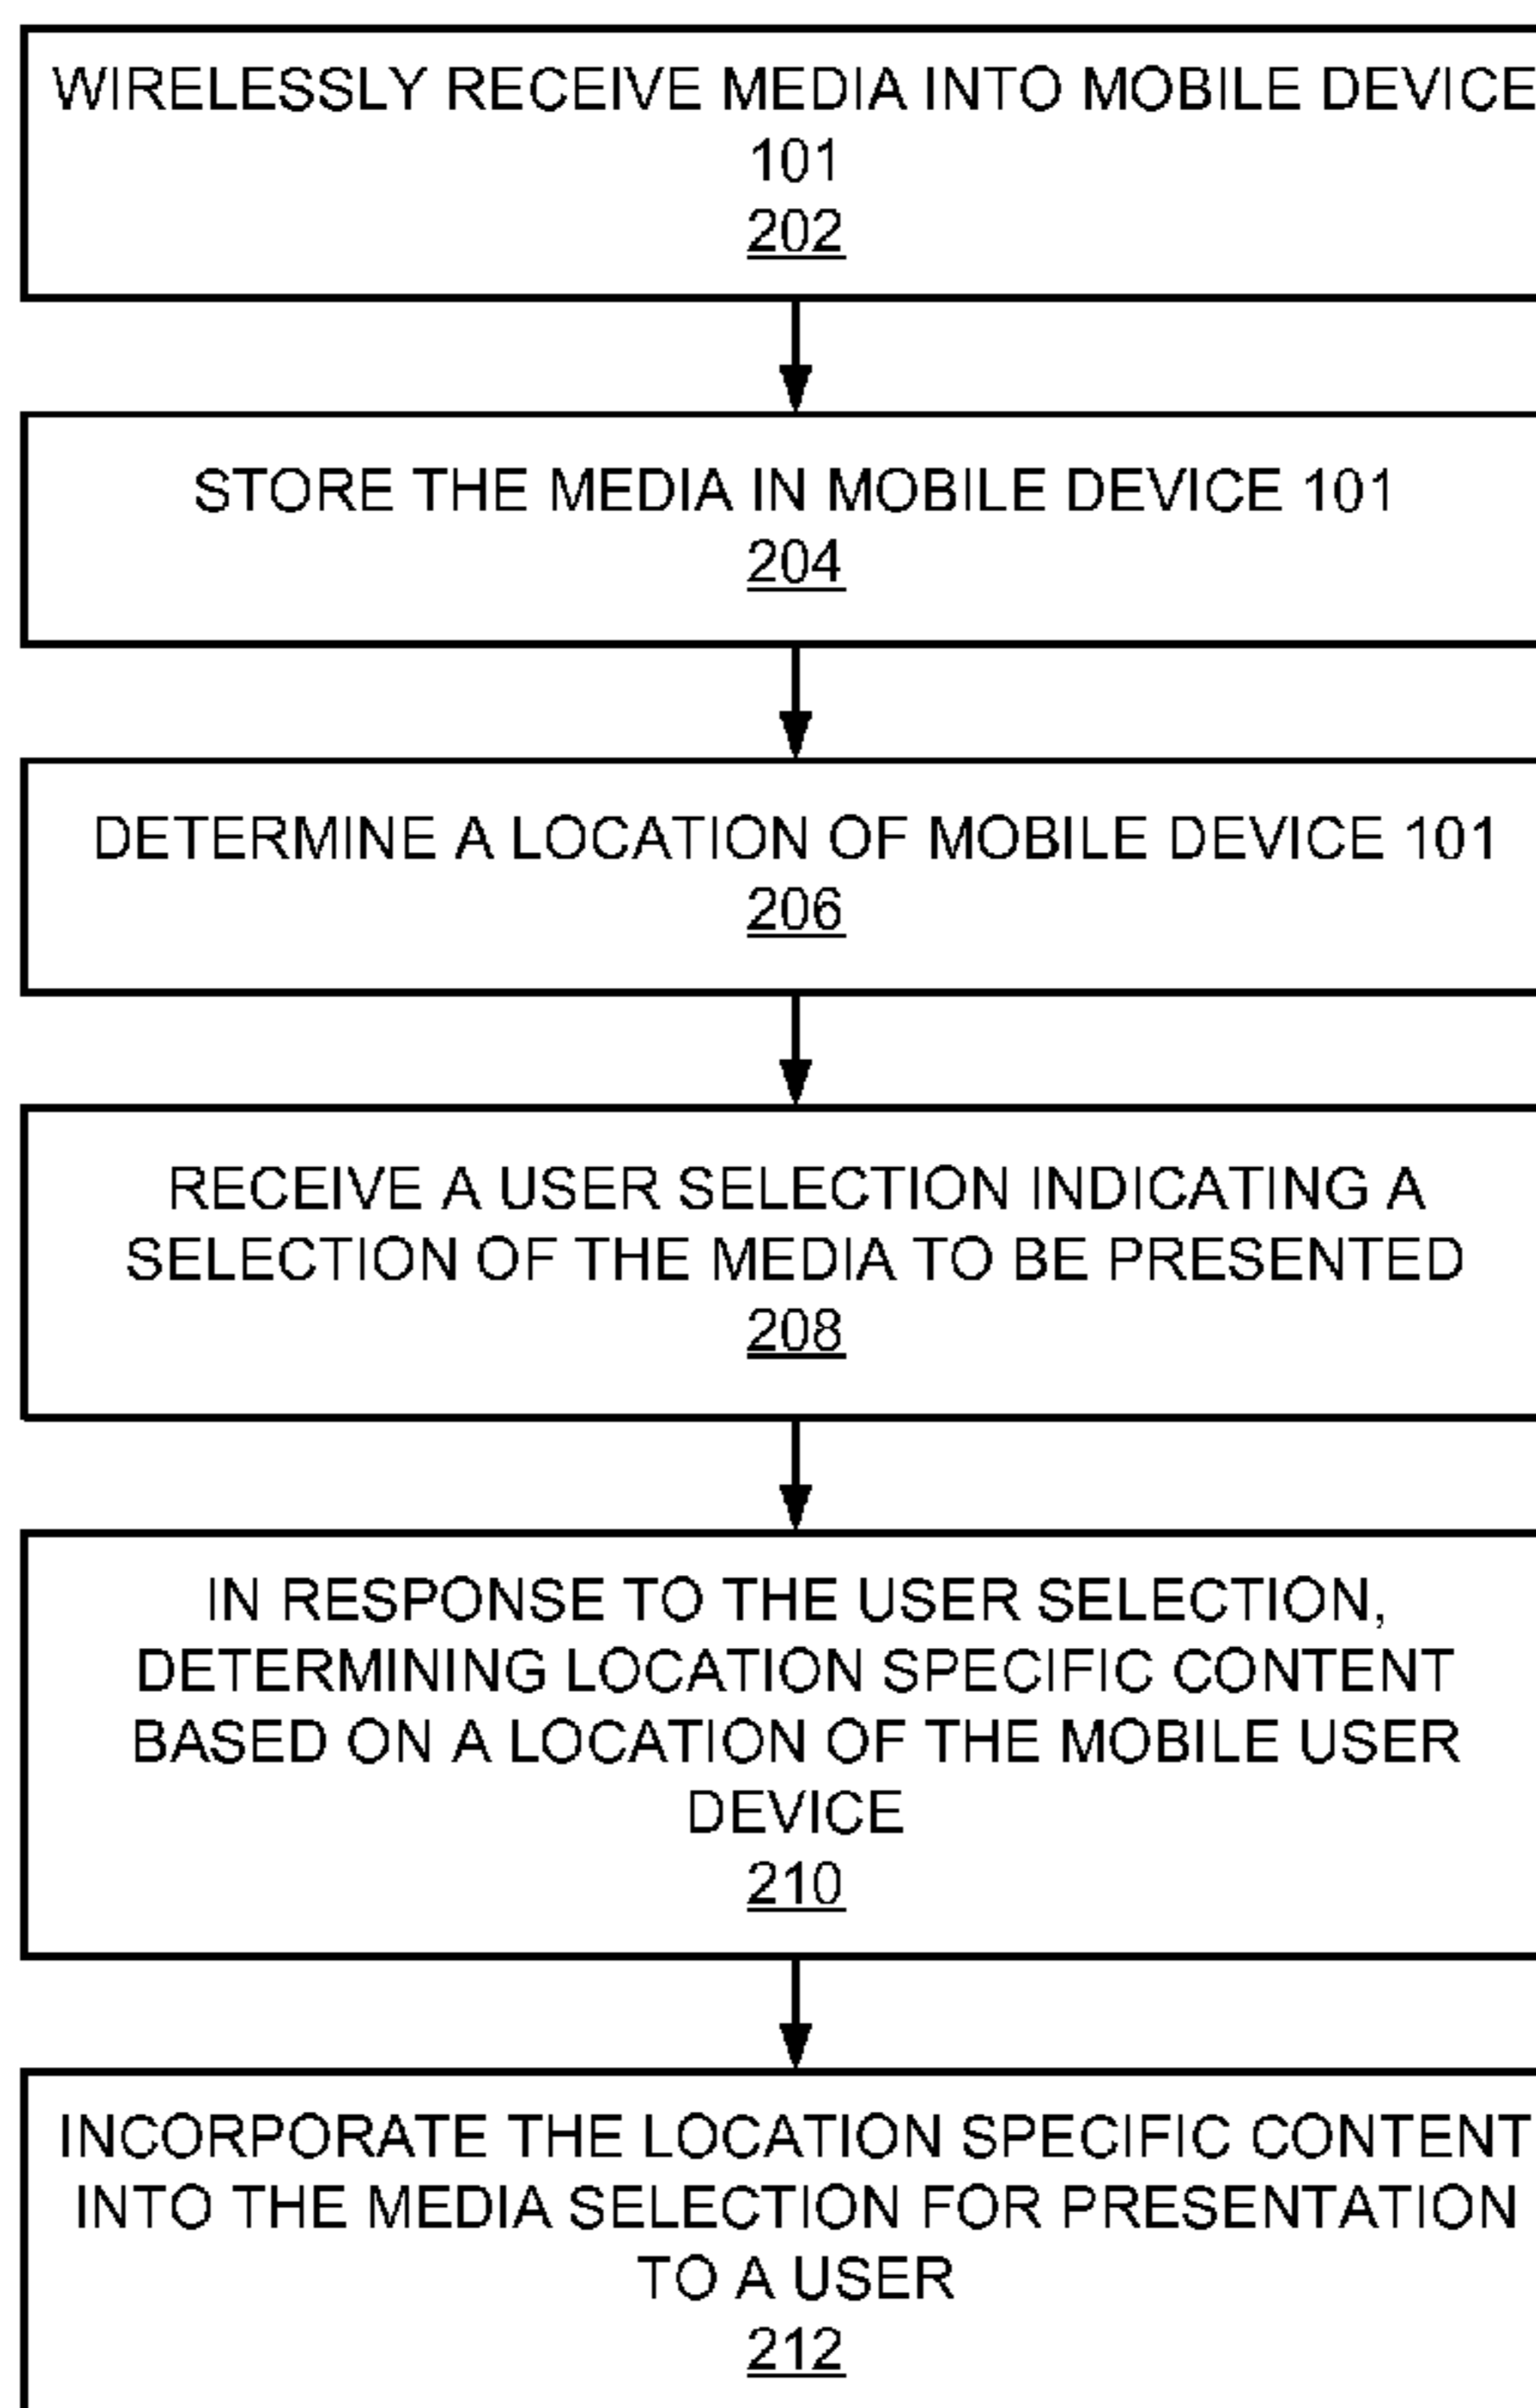 WIRELESSLY RECEIVE MEDIA INTO MOBILE DEVICE
101
202
STORE THE MEDIA IN MOBILE DEVICE 101
204
DETERMINE A LOCATION OF MOBILE DEVICE 101
206
RECEIVE A USER SELECTION INDICATING A
SELECTION OF THE MEDIA TO BE PRESENTED
208
IN RESPONSE TO THE USER SELECTION,
DETERMINING LOCATION SPECIFIC CONTENT
BASED ON A LOCATION OF THE MOBILE USER
DEVICE
210
INCORPORATE THE LOCATION SPECIFIC CONTENT
INTO THE MEDIA SELECTION FOR PRESENTATION
TO A USER
212